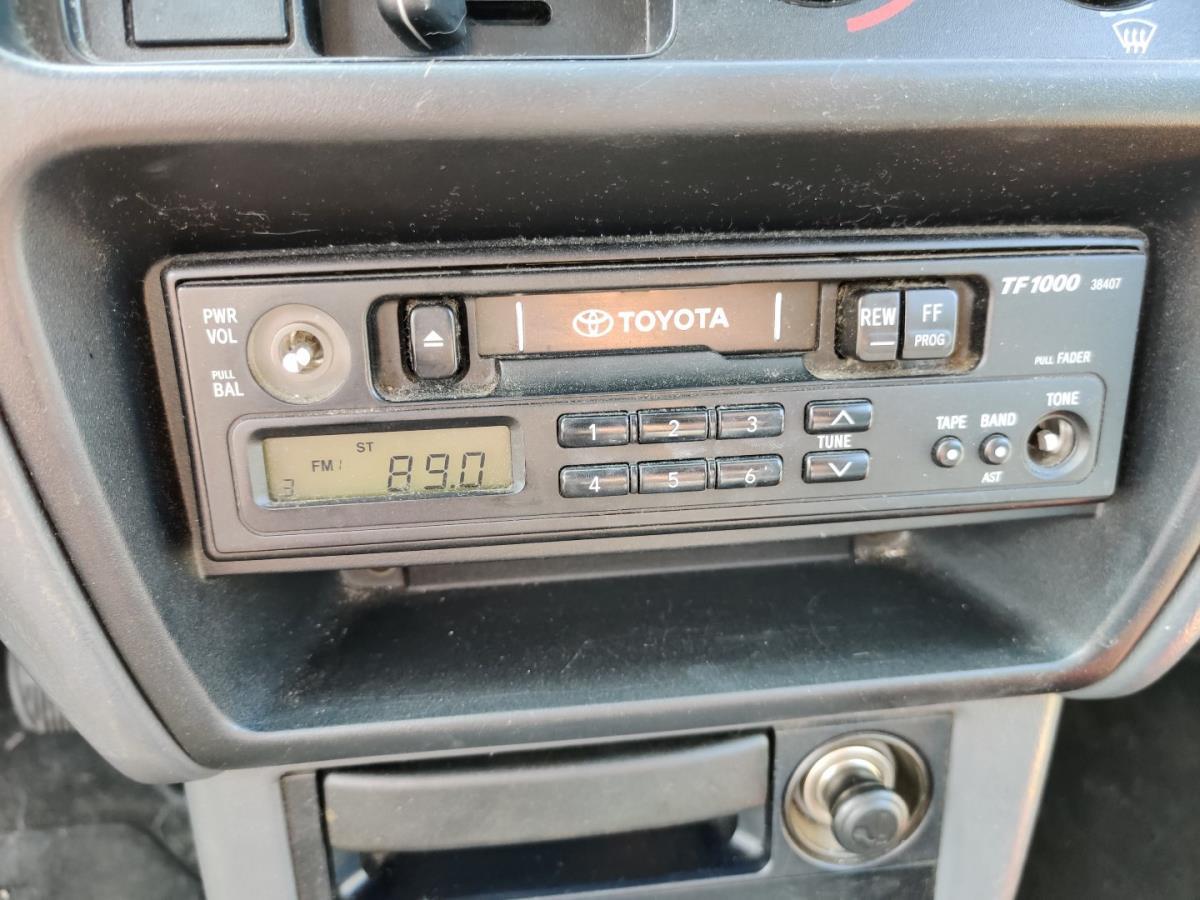 PWR
VOL
PULL
BAL
TOYOTA
REW
FF
PROG
TF1000 38407
PULL FADER
ST
FM1
89.0
3
1 2 3
4 5 6
TUNE
TAPE BAND
AST
TONE